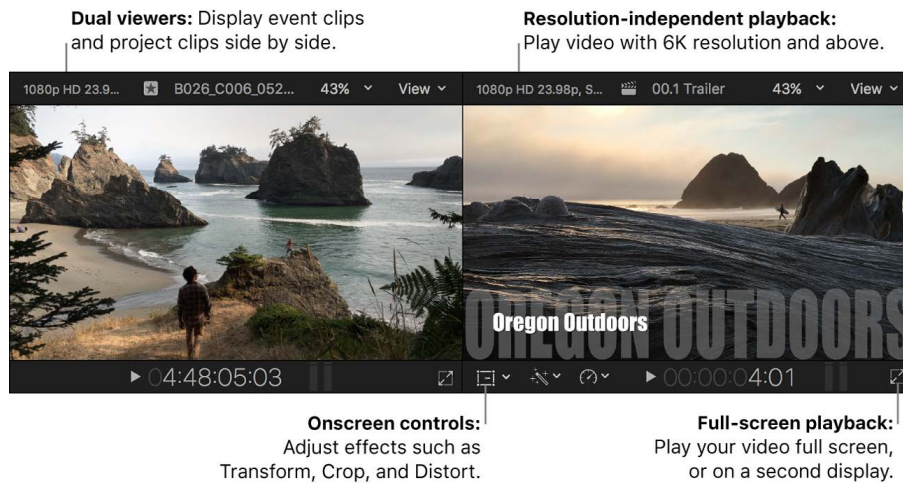 Dual viewers: Display event clips
and project clips side by side.
Resolution-independent playback:
Play video with 6K resolution and above.
1080p HD 23.9... B026_C006_052... 43% View
1080p HD 23.98p, S... 00.1 Trailer 43% View
OREGON OUTDOORS
Oregon Outdoors
04:48:05:03
00:00:04:01
Onscreen controls:
Adjust effects such as
Transform, Crop, and Distort.
Full-screen playback:
Play your video full screen,
or on a second display.